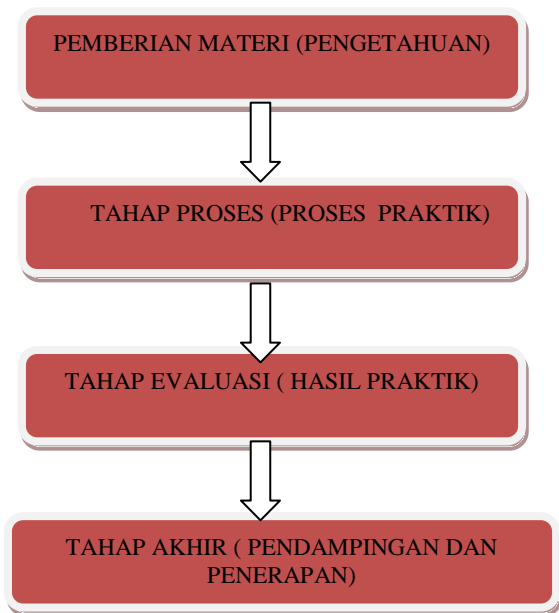 PEMBERIAN MATERI (PENGETAHUAN)
TAHAP PROSES (PROSES PRAKTIK)
TAHAP EVALUASI ( HASIL PRAKTIK)
TAHAP AKHIR ( PENDAMPINGAN DAN
PENERAPAN)